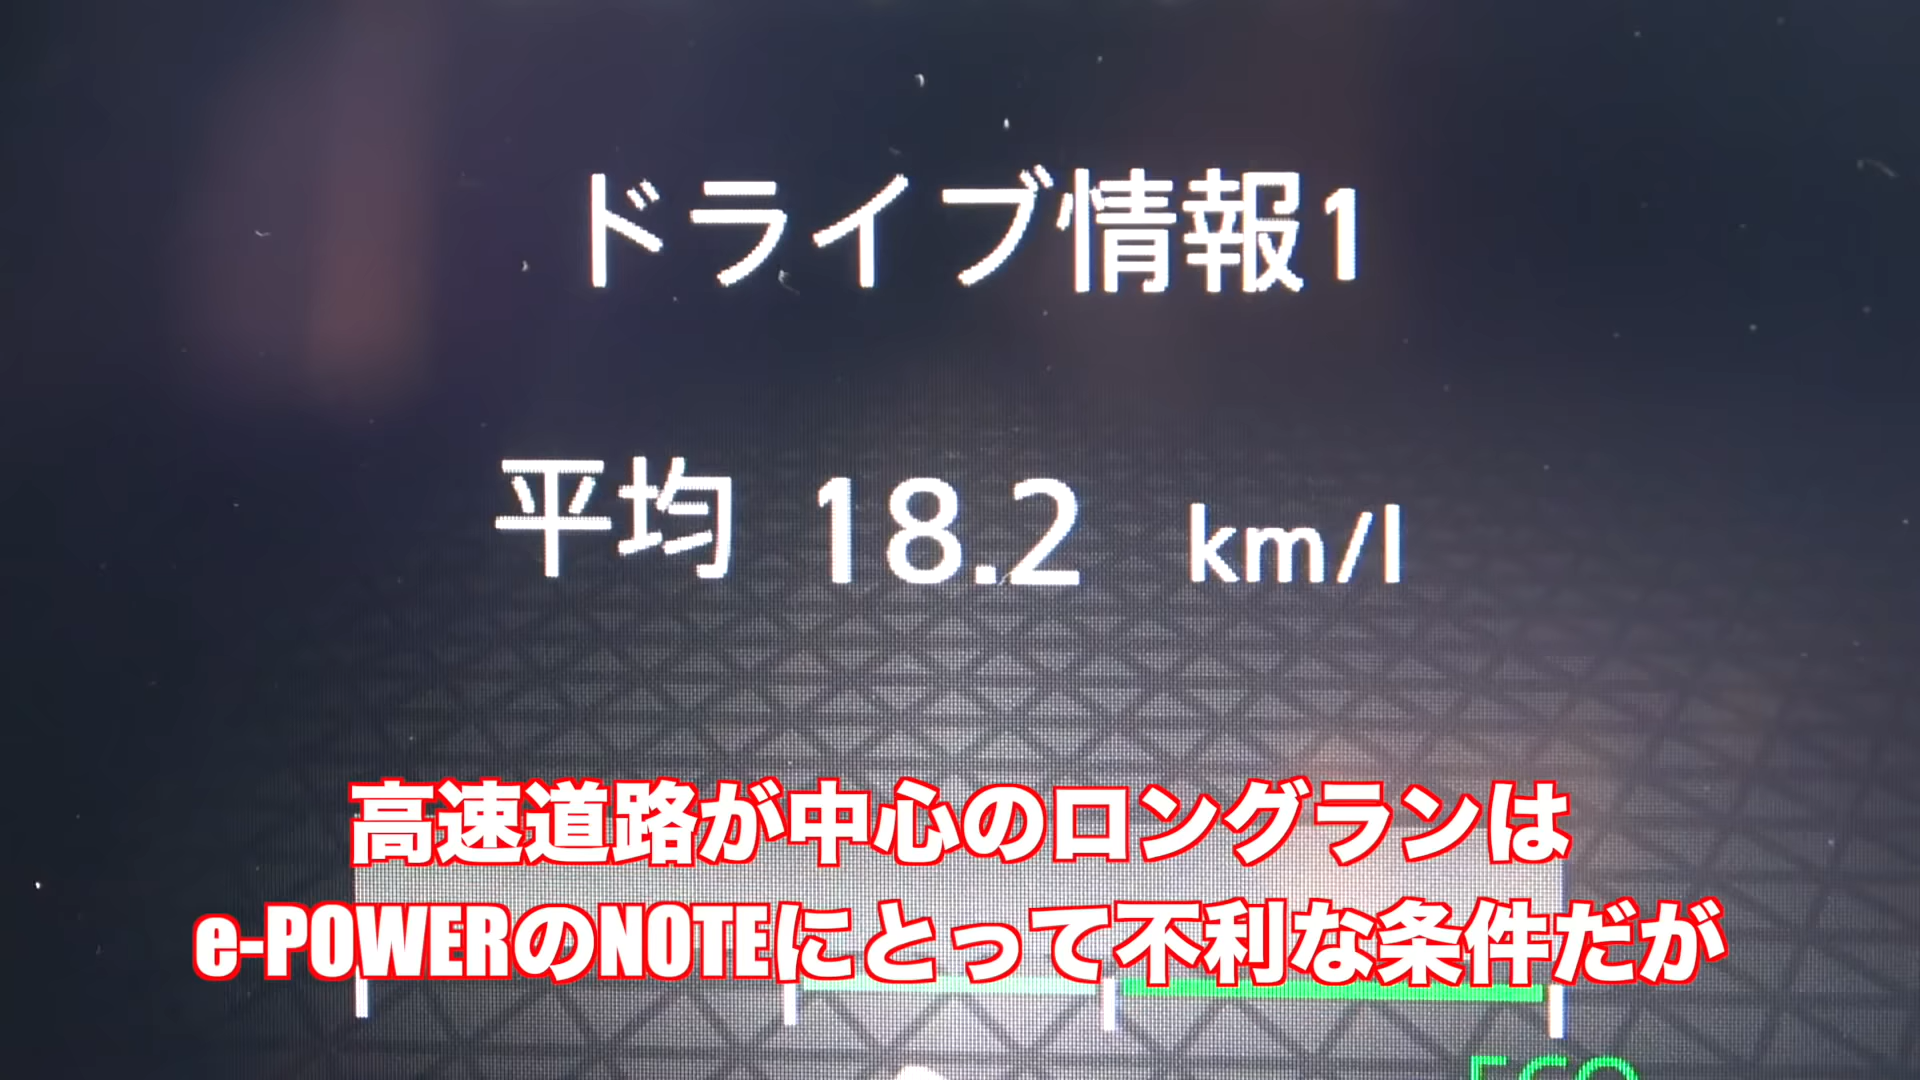 ドライブ情報1
平均 18.2 km/l
高速道路が中心のロングランは
e-POWERのNOTEにとって不利な条件だが
ECO